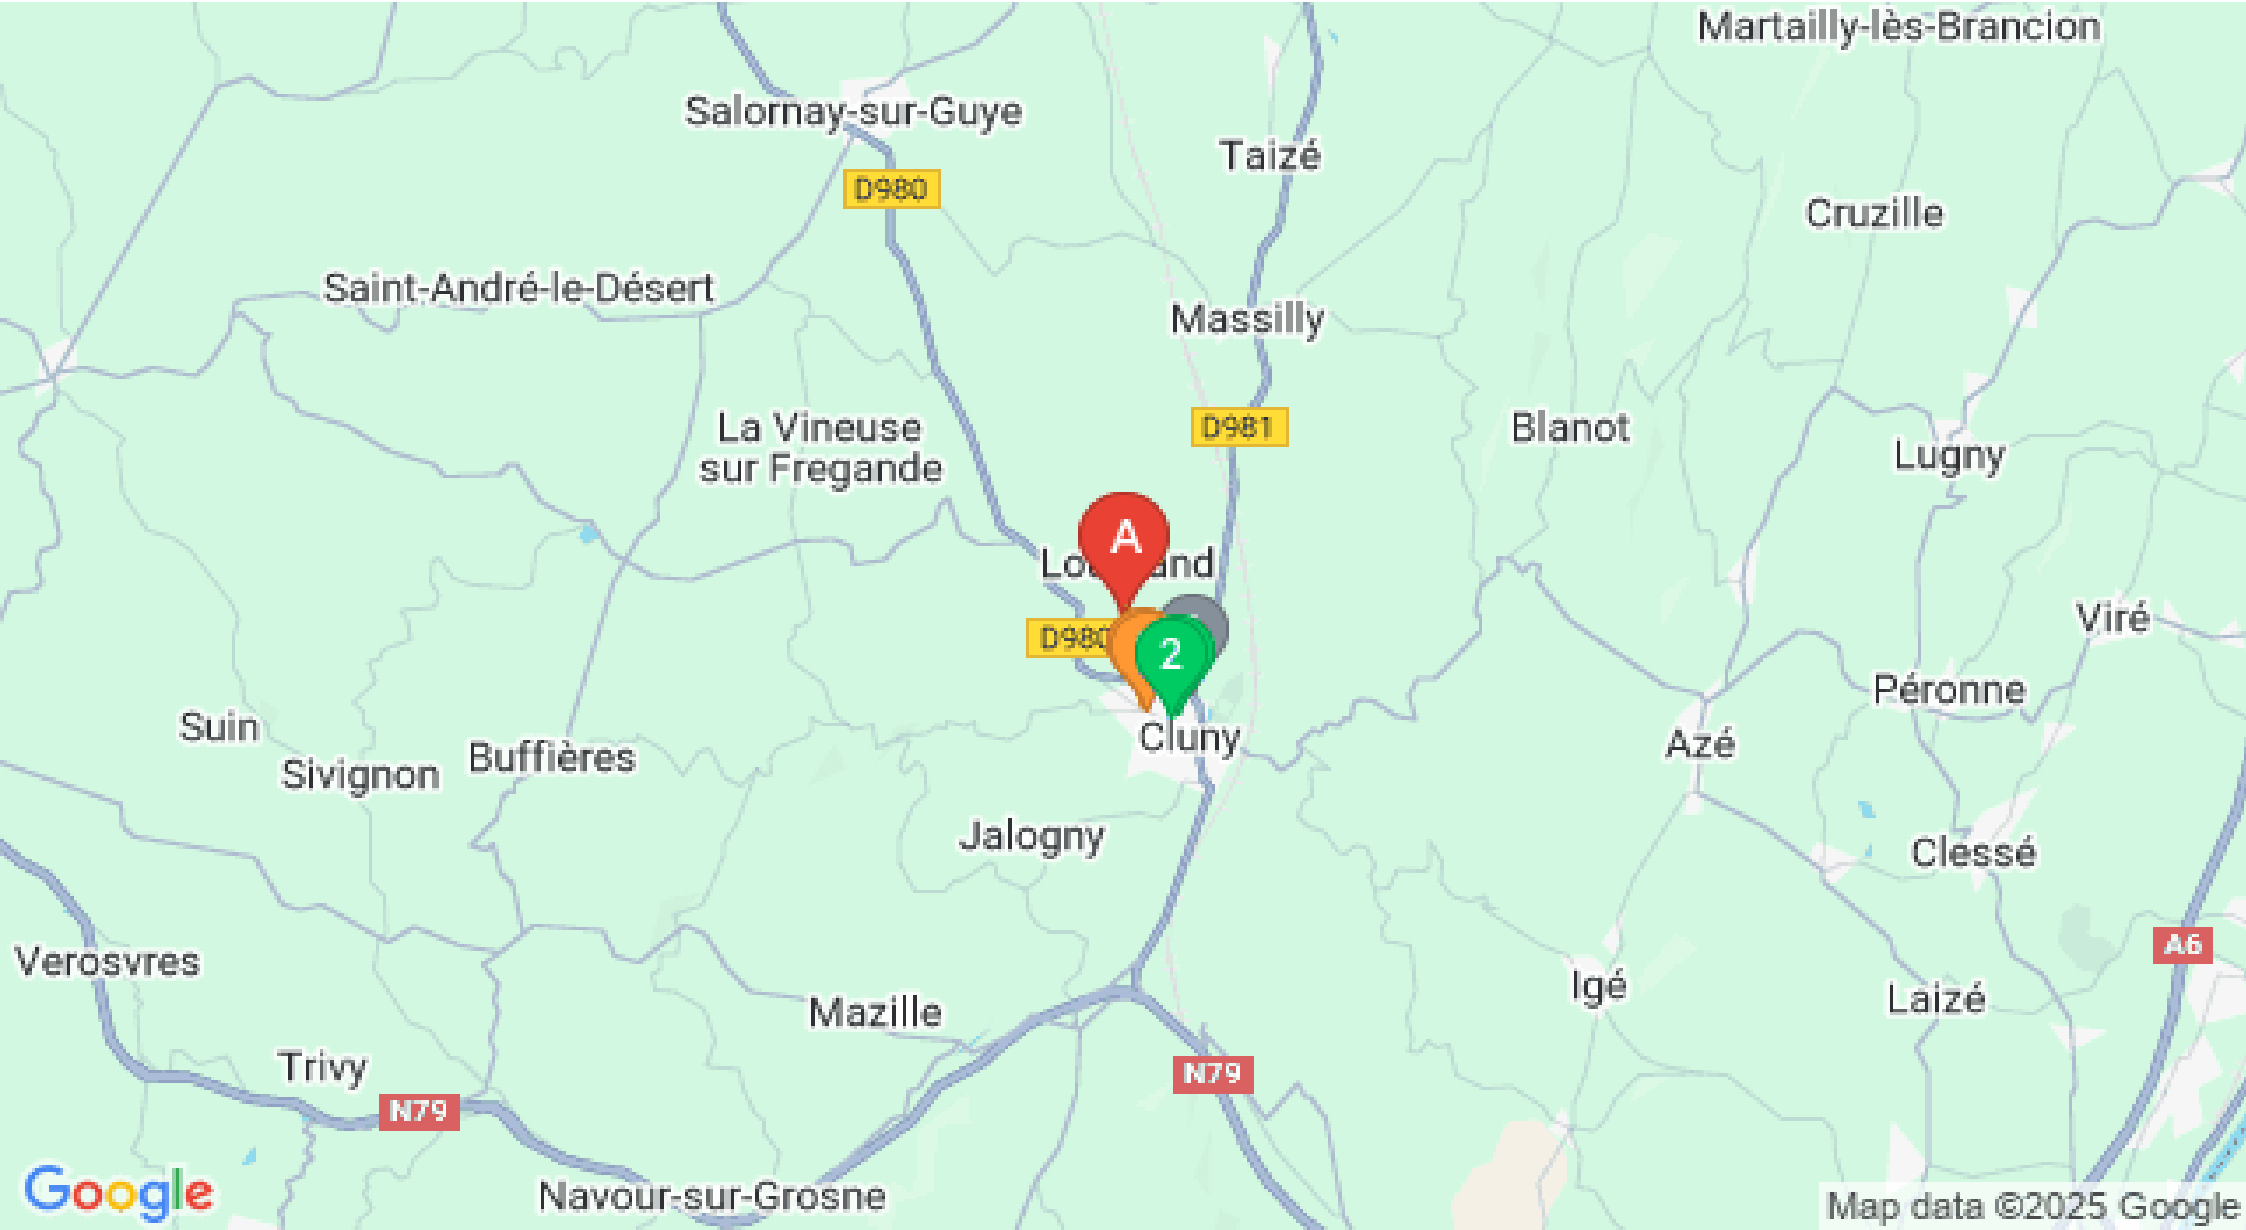 Martailly-lès-Brancion
Salornay-sur-Guye
Taizé
D980
Cruzille
Saint-André-le-Désert
Massilly
La Vineuse
sur Fregande
D981
Blanot
Lugny
A
D980
2
Viré
Péronne
Suin
Cluny
Azé
Sivignon
Buffières
Jalogny
Clessé
Verosvres
A6
Igé
Laizé
Mazille
Trivy
N79
N79
Navour-sur-Grosne
Google
Map data ©2025 Google